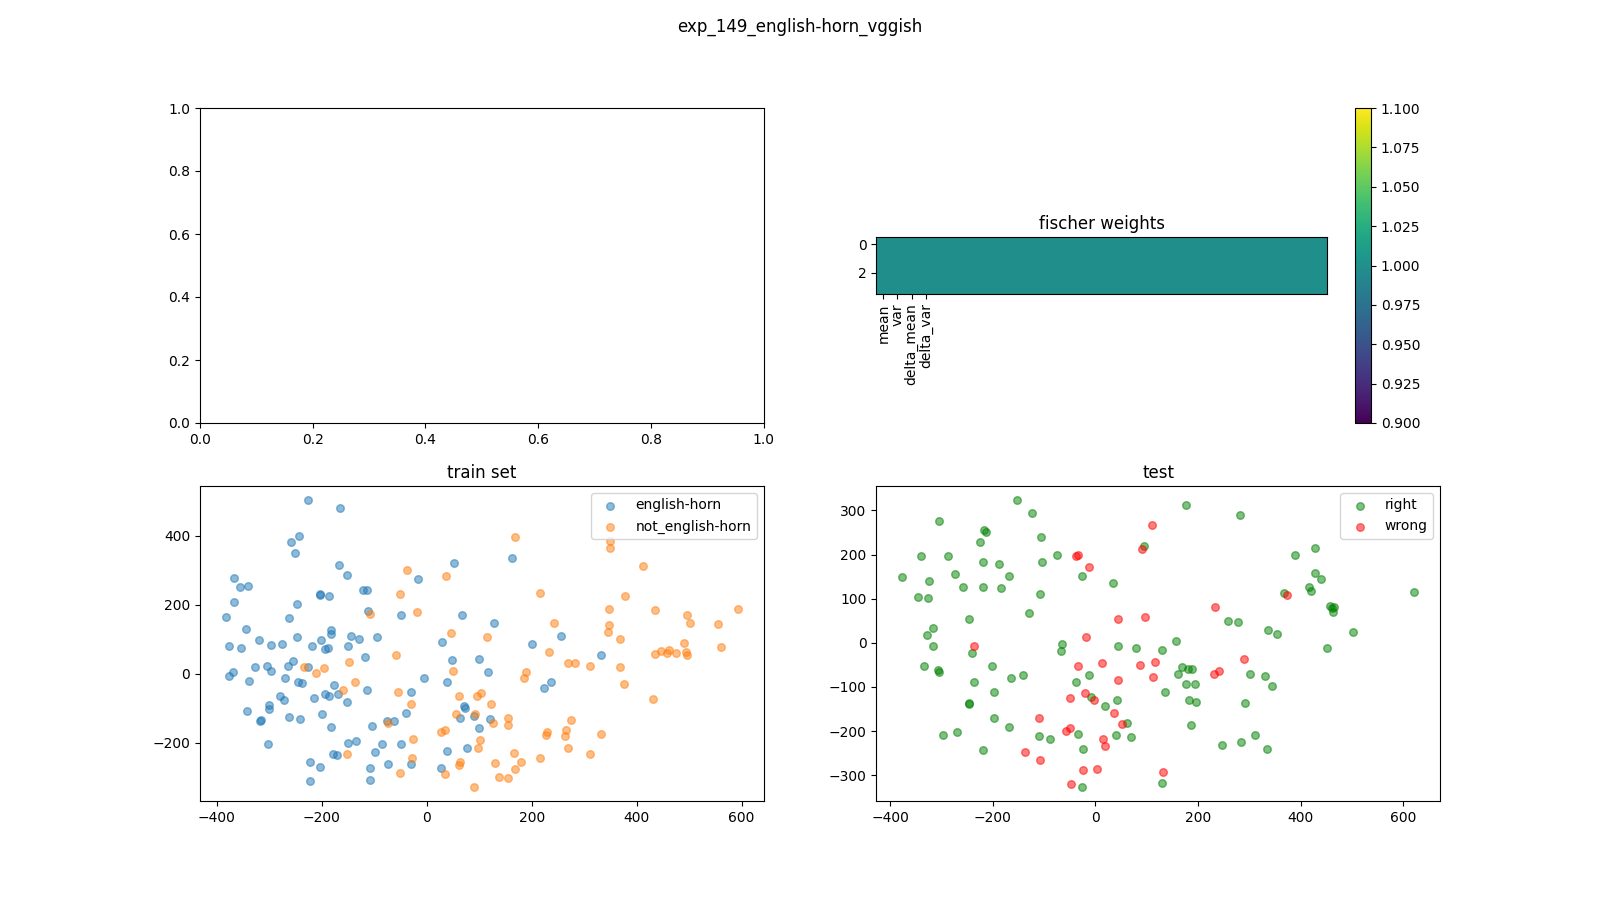 exp_149_english-horn_vggish
1.0
0.8
0.6
0.4
0.2
0.0
0.0 0.2 0.4 0.6 0.8 1.0
fischer weights
0
2
mean
var
delta_mean
delta_var
1.100
1.075
1.050
1.025
1.000
0.975
0.950
0.925
0.900
train set
english-horn
not_english-horn
400
200
0
−200
−400 −200 0 200 400 600
test
right
wrong
300
200
100
0
−100
−200
−300
−400 −200 0 200 400 600